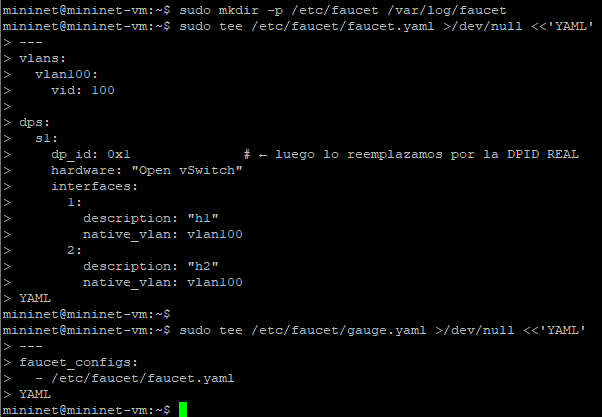 mininet@mininet-vm:~$ sudo mkdir -p /etc/faucet /var/log/faucet
mininet@mininet-vm:~$ sudo tee /etc/faucet/faucet.yaml >/dev/null <<'YAML'
> ---
> vlans:
>   vlan100:
>     vid: 100
>
> dps:
>   s1:
>     dp_id: 0x1               # ← luego lo reemplazamos por la DPID REAL
>     hardware: "Open vSwitch"
>     interfaces:
>       1:
>         description: "h1"
>         native_vlan: vlan100
>       2:
>         description: "h2"
>         native_vlan: vlan100
> YAML
mininet@mininet-vm:~$
mininet@mininet-vm:~$ sudo tee /etc/faucet/gauge.yaml >/dev/null <<'YAML'
> ---
> faucet_configs:
>   - /etc/faucet/faucet.yaml
> YAML
mininet@mininet-vm:~$